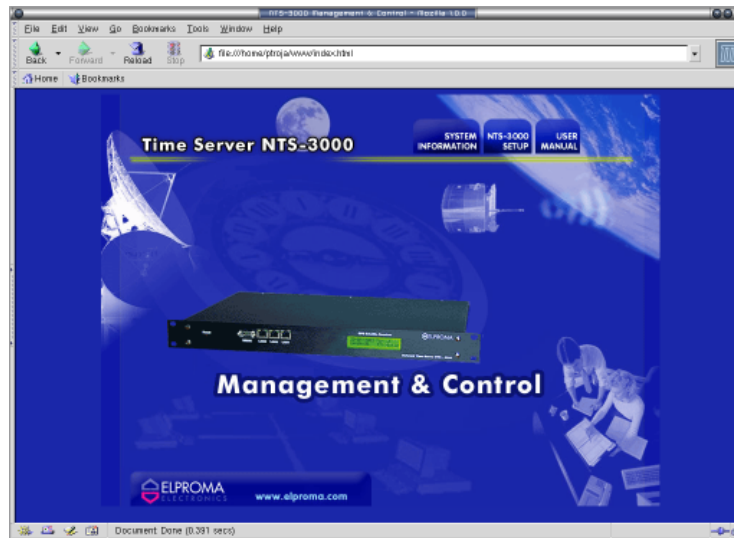 NTS-3000 Management & Control - Mozilla 1.0.0
File Edit View Go Bookmarks Tools Window Help
Back Forward Reload Stop
file:///home/ptroja/www/index.html
Home Bookmarks
Time Server NTS-3000
SYSTEM INFORMATION
NTS-3000 SETUP
USER MANUAL
ELPROMA
Management & Control
ELPROMA
ELECTRONICS
www.elproma.com
Document: Done (0.391 secs)